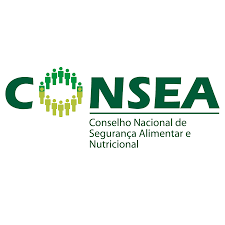 CONSEA
Conselho Nacional de
Segurança Alimentar e
Nutricional